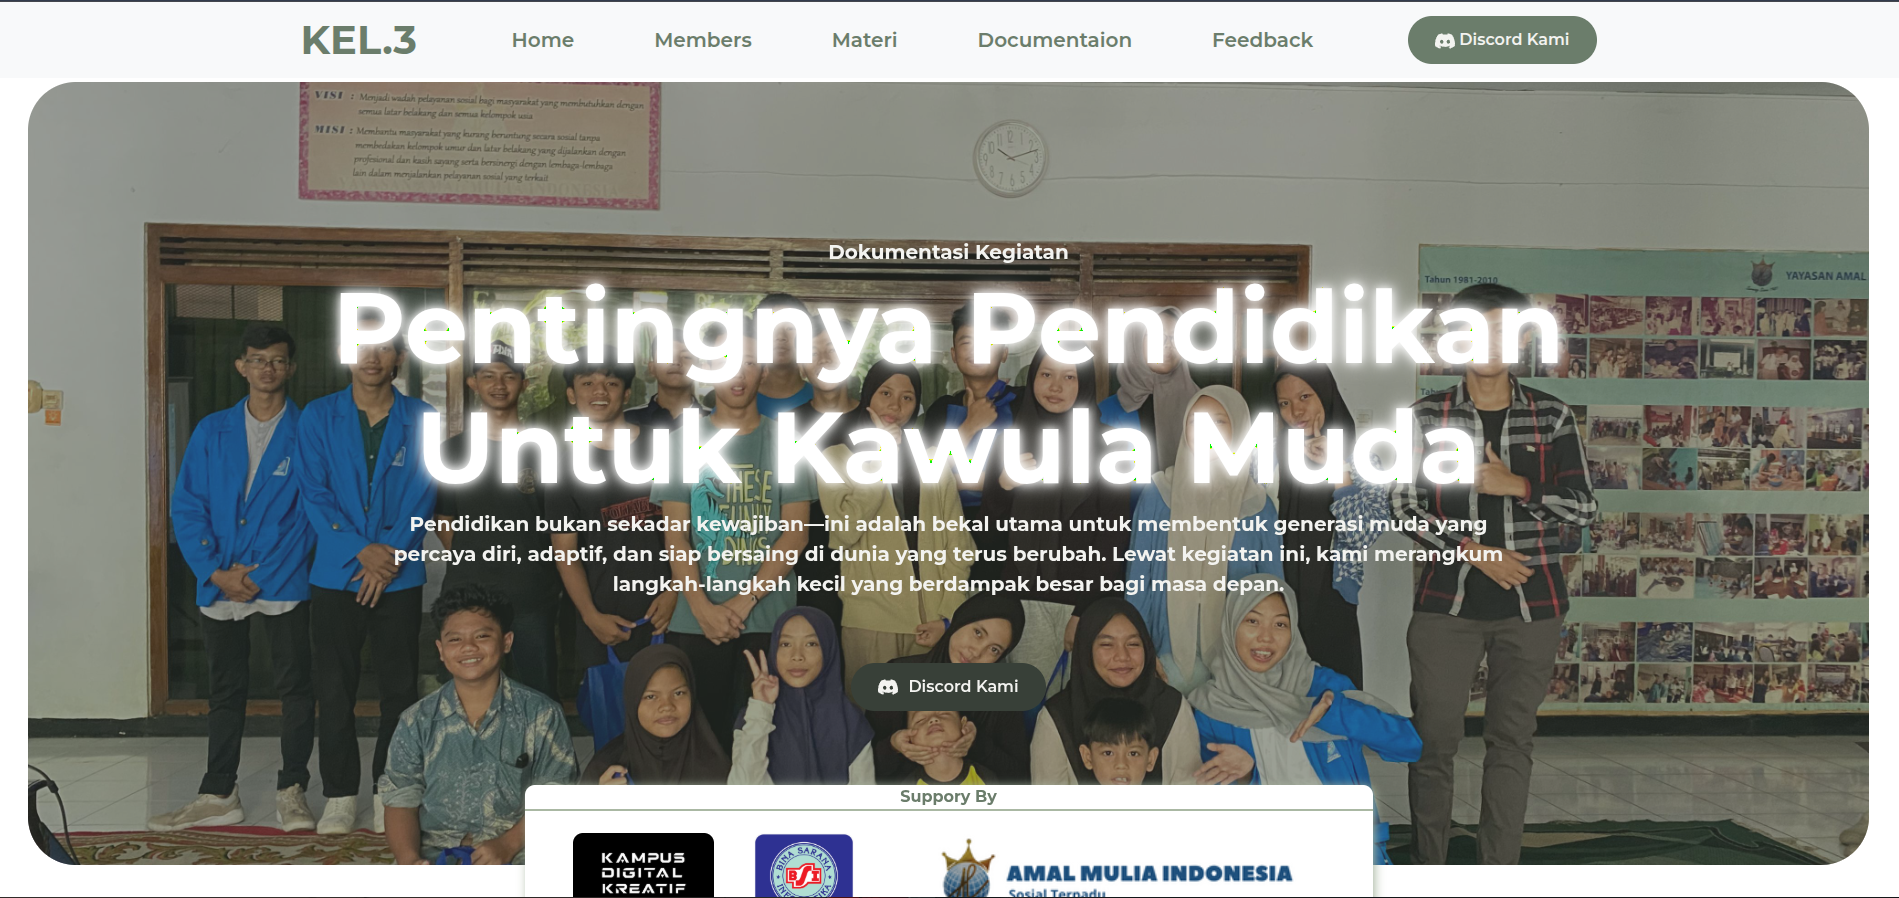 KEL.3
Home
Members
Materi
Documentaion
Feedback
Discord Kami
VISI : Menjadi wadah pelayanan sosial bagi masyarakat yang membutuhkan dengan
semua latar belakang dan semua kelompok usia
MISI : Membantu masyarakat yang kurang beruntung secara sosial tanpa
membedakan kelompok umur dan latar belakang yang dijalankan dengan
profesional dan kasih sayang serta bersinergi dengan lembaga-lembaga
lain dalam menjalankan pelayanan sosial yang terkait
Dokumentasi Kegiatan
Tahun 1981-2010
YAYASAN AMAL
Pentingnya Pendidikan
Untuk Kawula Muda
THESE
Pendidikan bukan sekadar kewajiban—ini adalah bekal utama untuk membentuk generasi muda yang
percaya diri, adaptif, dan siap bersaing di dunia yang terus berubah. Lewat kegiatan ini, kami merangkum
langkah-langkah kecil yang berdampak besar bagi masa depan.
Discord Kami
Suppory By
KAMPUS
DIGITAL
KREATIF
BINA SARANA
BSI
AMAL MULIA INDONESIA
Sosial Terpadu